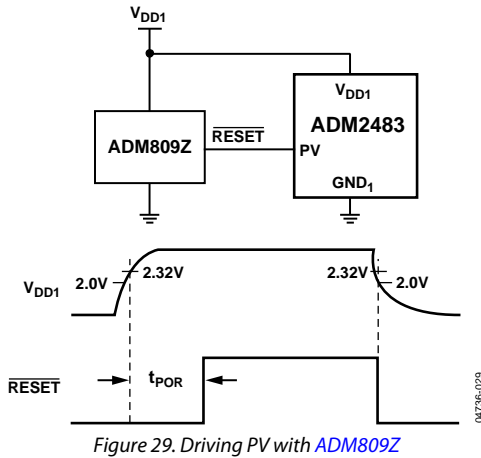 VDD1
VDD1
ADM2483
ADM809Z
RESET
PV
GND1
VDD1
2.0V
2.32V
2.32V
2.0V
RESET
tPOR
04736-029
Figure 29. Driving PV with ADM809Z